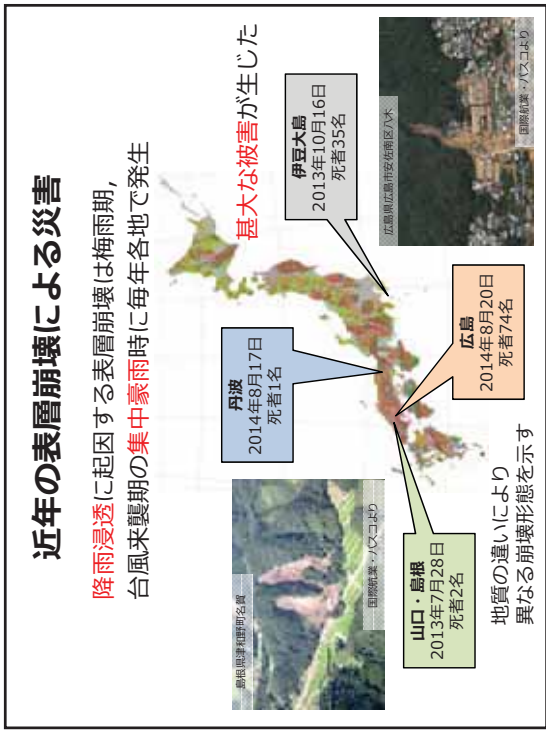 近年の表層崩壊による災害
降雨浸透に起因する表層崩壊は梅雨期,
台風来襲期の集中豪雨時に毎年各地で発生
甚大な被害が生じた
島根県津和野町名賀
国際航業・パスコより
丹波
2014年8月17日
死者1名
伊豆大島
2013年10月16日
死者35名
山口・島根
2013年7月28日
死者2名
広島
2014年8月20日
死者74名
広島県広島市安佐南区八木
国際航業・パスコより
地質の違いにより
異なる崩壊形態を示す